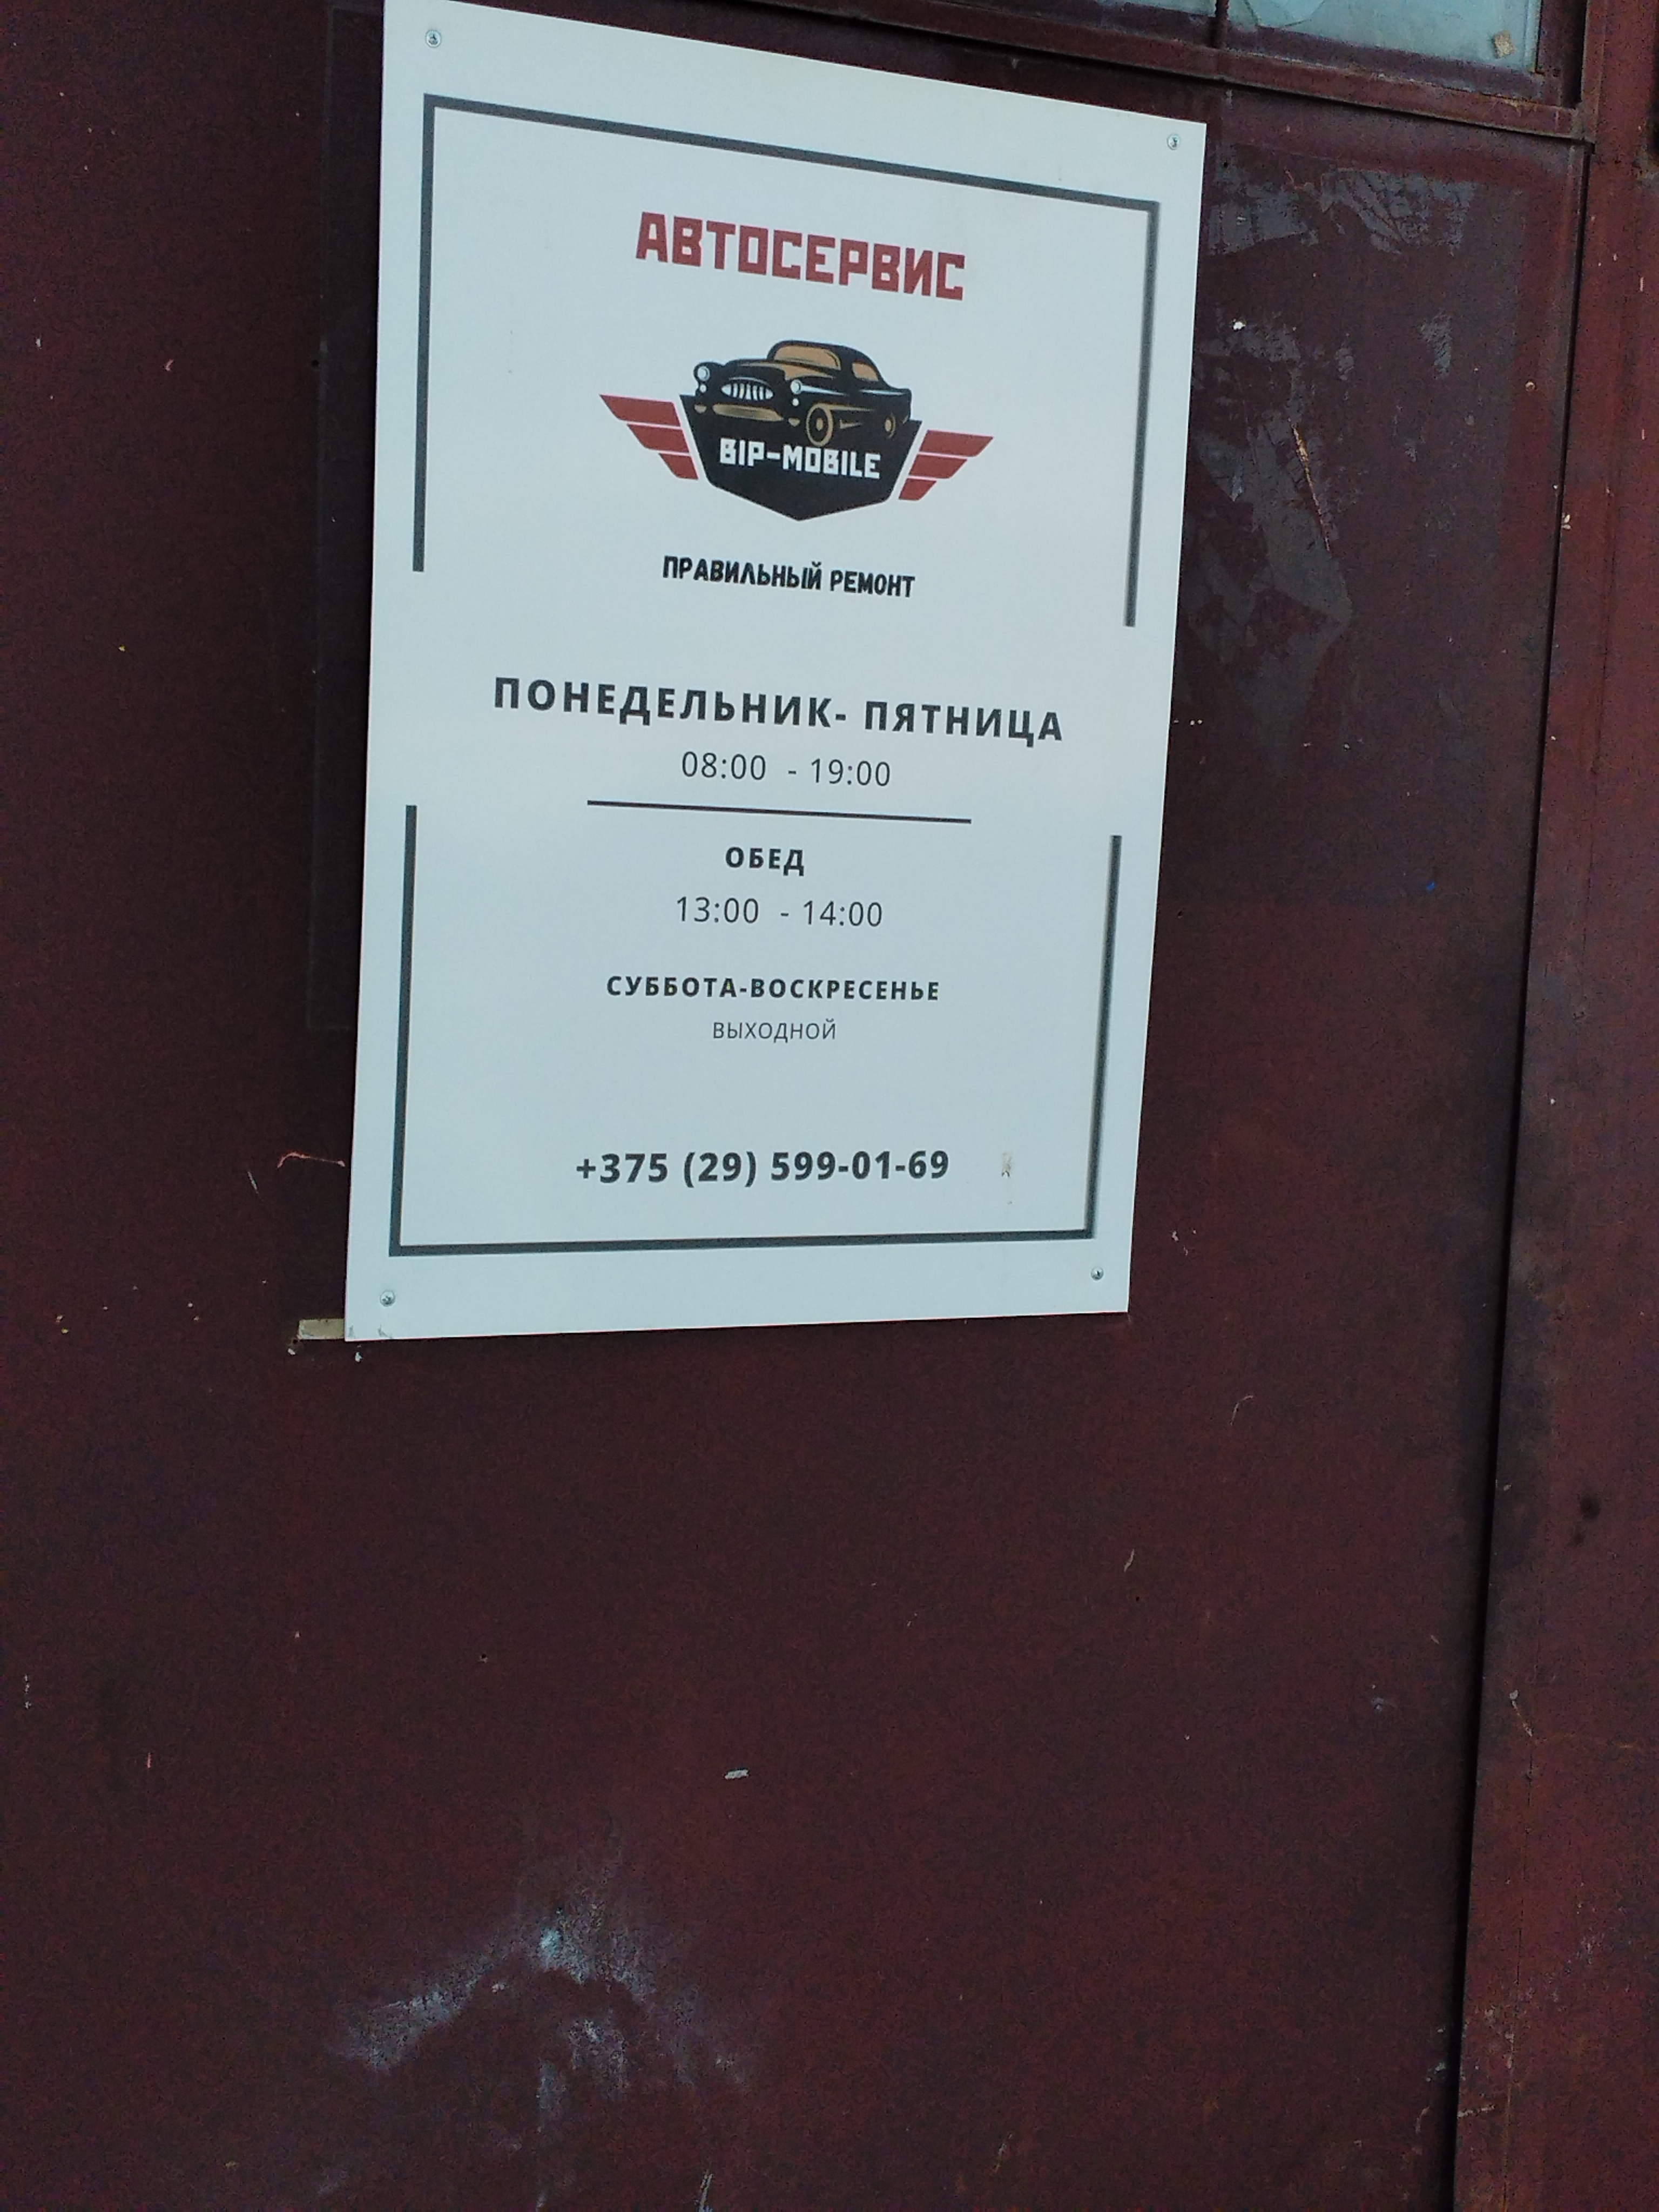 АВТОСЕРВИС
BIP-MOBILE
ПРАВИЛЬНЫЙ РЕМОНТ
ПОНЕДЕЛЬНИК- ПЯТНИЦА
08:00 - 19:00
ОБЕД
13:00 - 14:00
СУББОТА-ВОСКРЕСЕНЬЕ
ВЫХОДНОЙ
+375 (29) 599-01-69